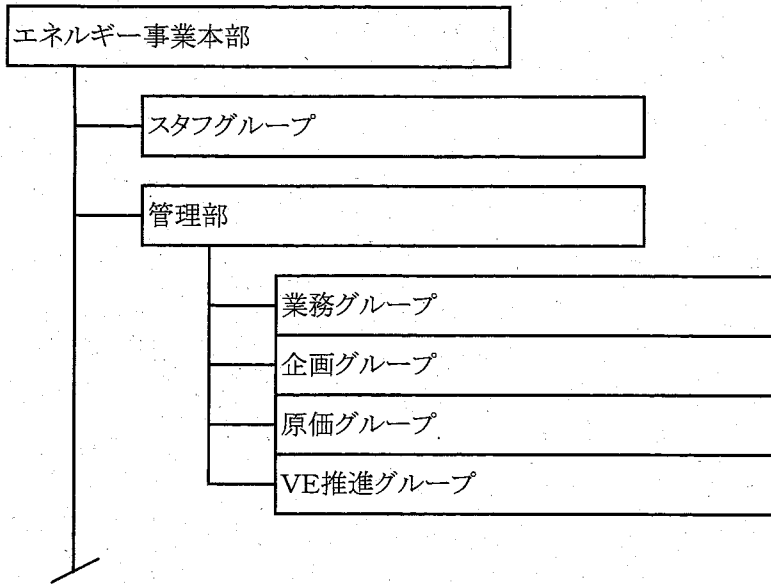 エネルギー事業本部
スタフグループ
管理部
業務グループ
企画グループ
原価グループ
VE推進グループ